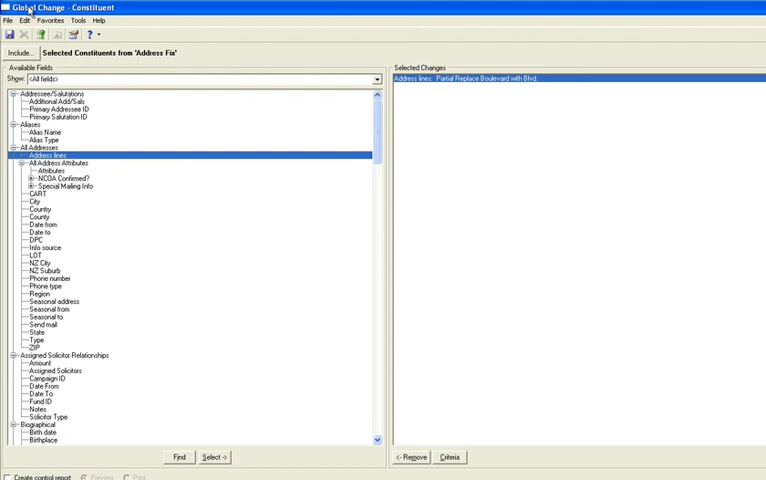 Global Change - Constituent
File Edit Favorites Tools Help
Include... Selected Constituents from 'Address Fix'
Available Fields
Show: <All fields>
Addressee/Salutations
Additional Add/Sals
Primary Addressee ID
Primary Salutation ID
Aliases
Alias Name
Alias Type
All Addresses
Address lines
All Address Attributes
Attributes
NCOA Confirmed?
Special Mailing Info
CART
City
Country
County
Date from
Date to
DPC
Info source
LOT
NZ City
NZ Suburb
Phone number
Phone type
Region
Seasonal address
Seasonal from
Seasonal to
Send mail
State
Type
ZIP
Assigned Solicitor Relationships
Amount
Assigned Solicitors
Campaign ID
Date From
Date To
Fund ID
Notes
Solicitor Type
Biographical
Birth date
Birthplace
Find Select ->
Selected Changes
Address lines: Partial Replace Boulevard with Blvd.
<- Remove Criteria
Create control report Preview Print